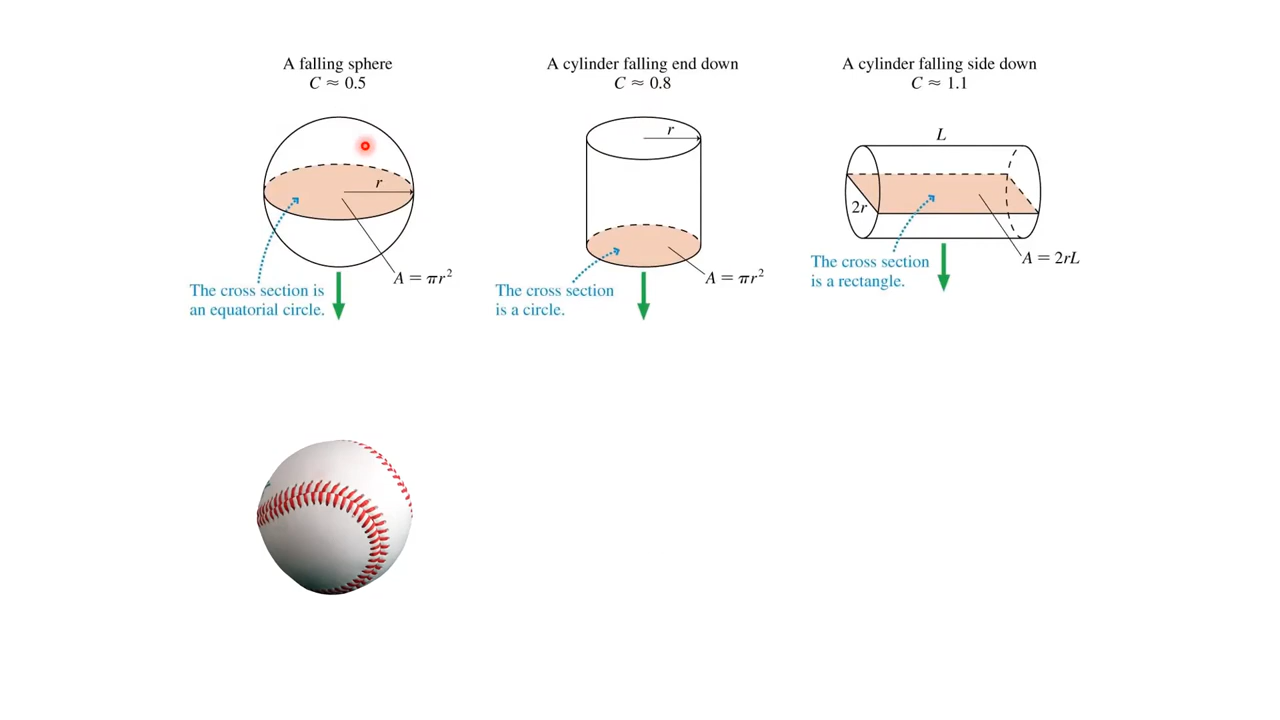 A falling sphere
C ≈ 0.5
r
A = πr²
The cross section is
an equatorial circle.
A cylinder falling end down
C ≈ 0.8
r
A = πr²
The cross section
is a circle.
A cylinder falling side down
C ≈ 1.1
L
2r
A = 2rL
The cross section
is a rectangle.